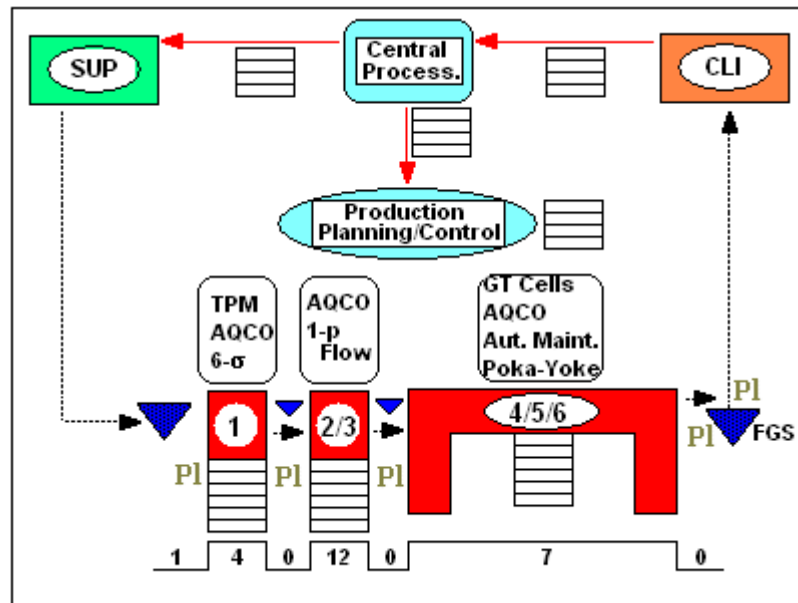 SUP
Central
Process.
CLI
Production
Planning/Control
TPM
AQCO
6-σ
AQCO
1-p
Flow
GT Cells
AQCO
Aut. Maint.
Poka-Yoke
1
2/3
4/5/6
Pl
Pl
Pl
Pl
Pl
FGS
1
4
0
12
0
7
0